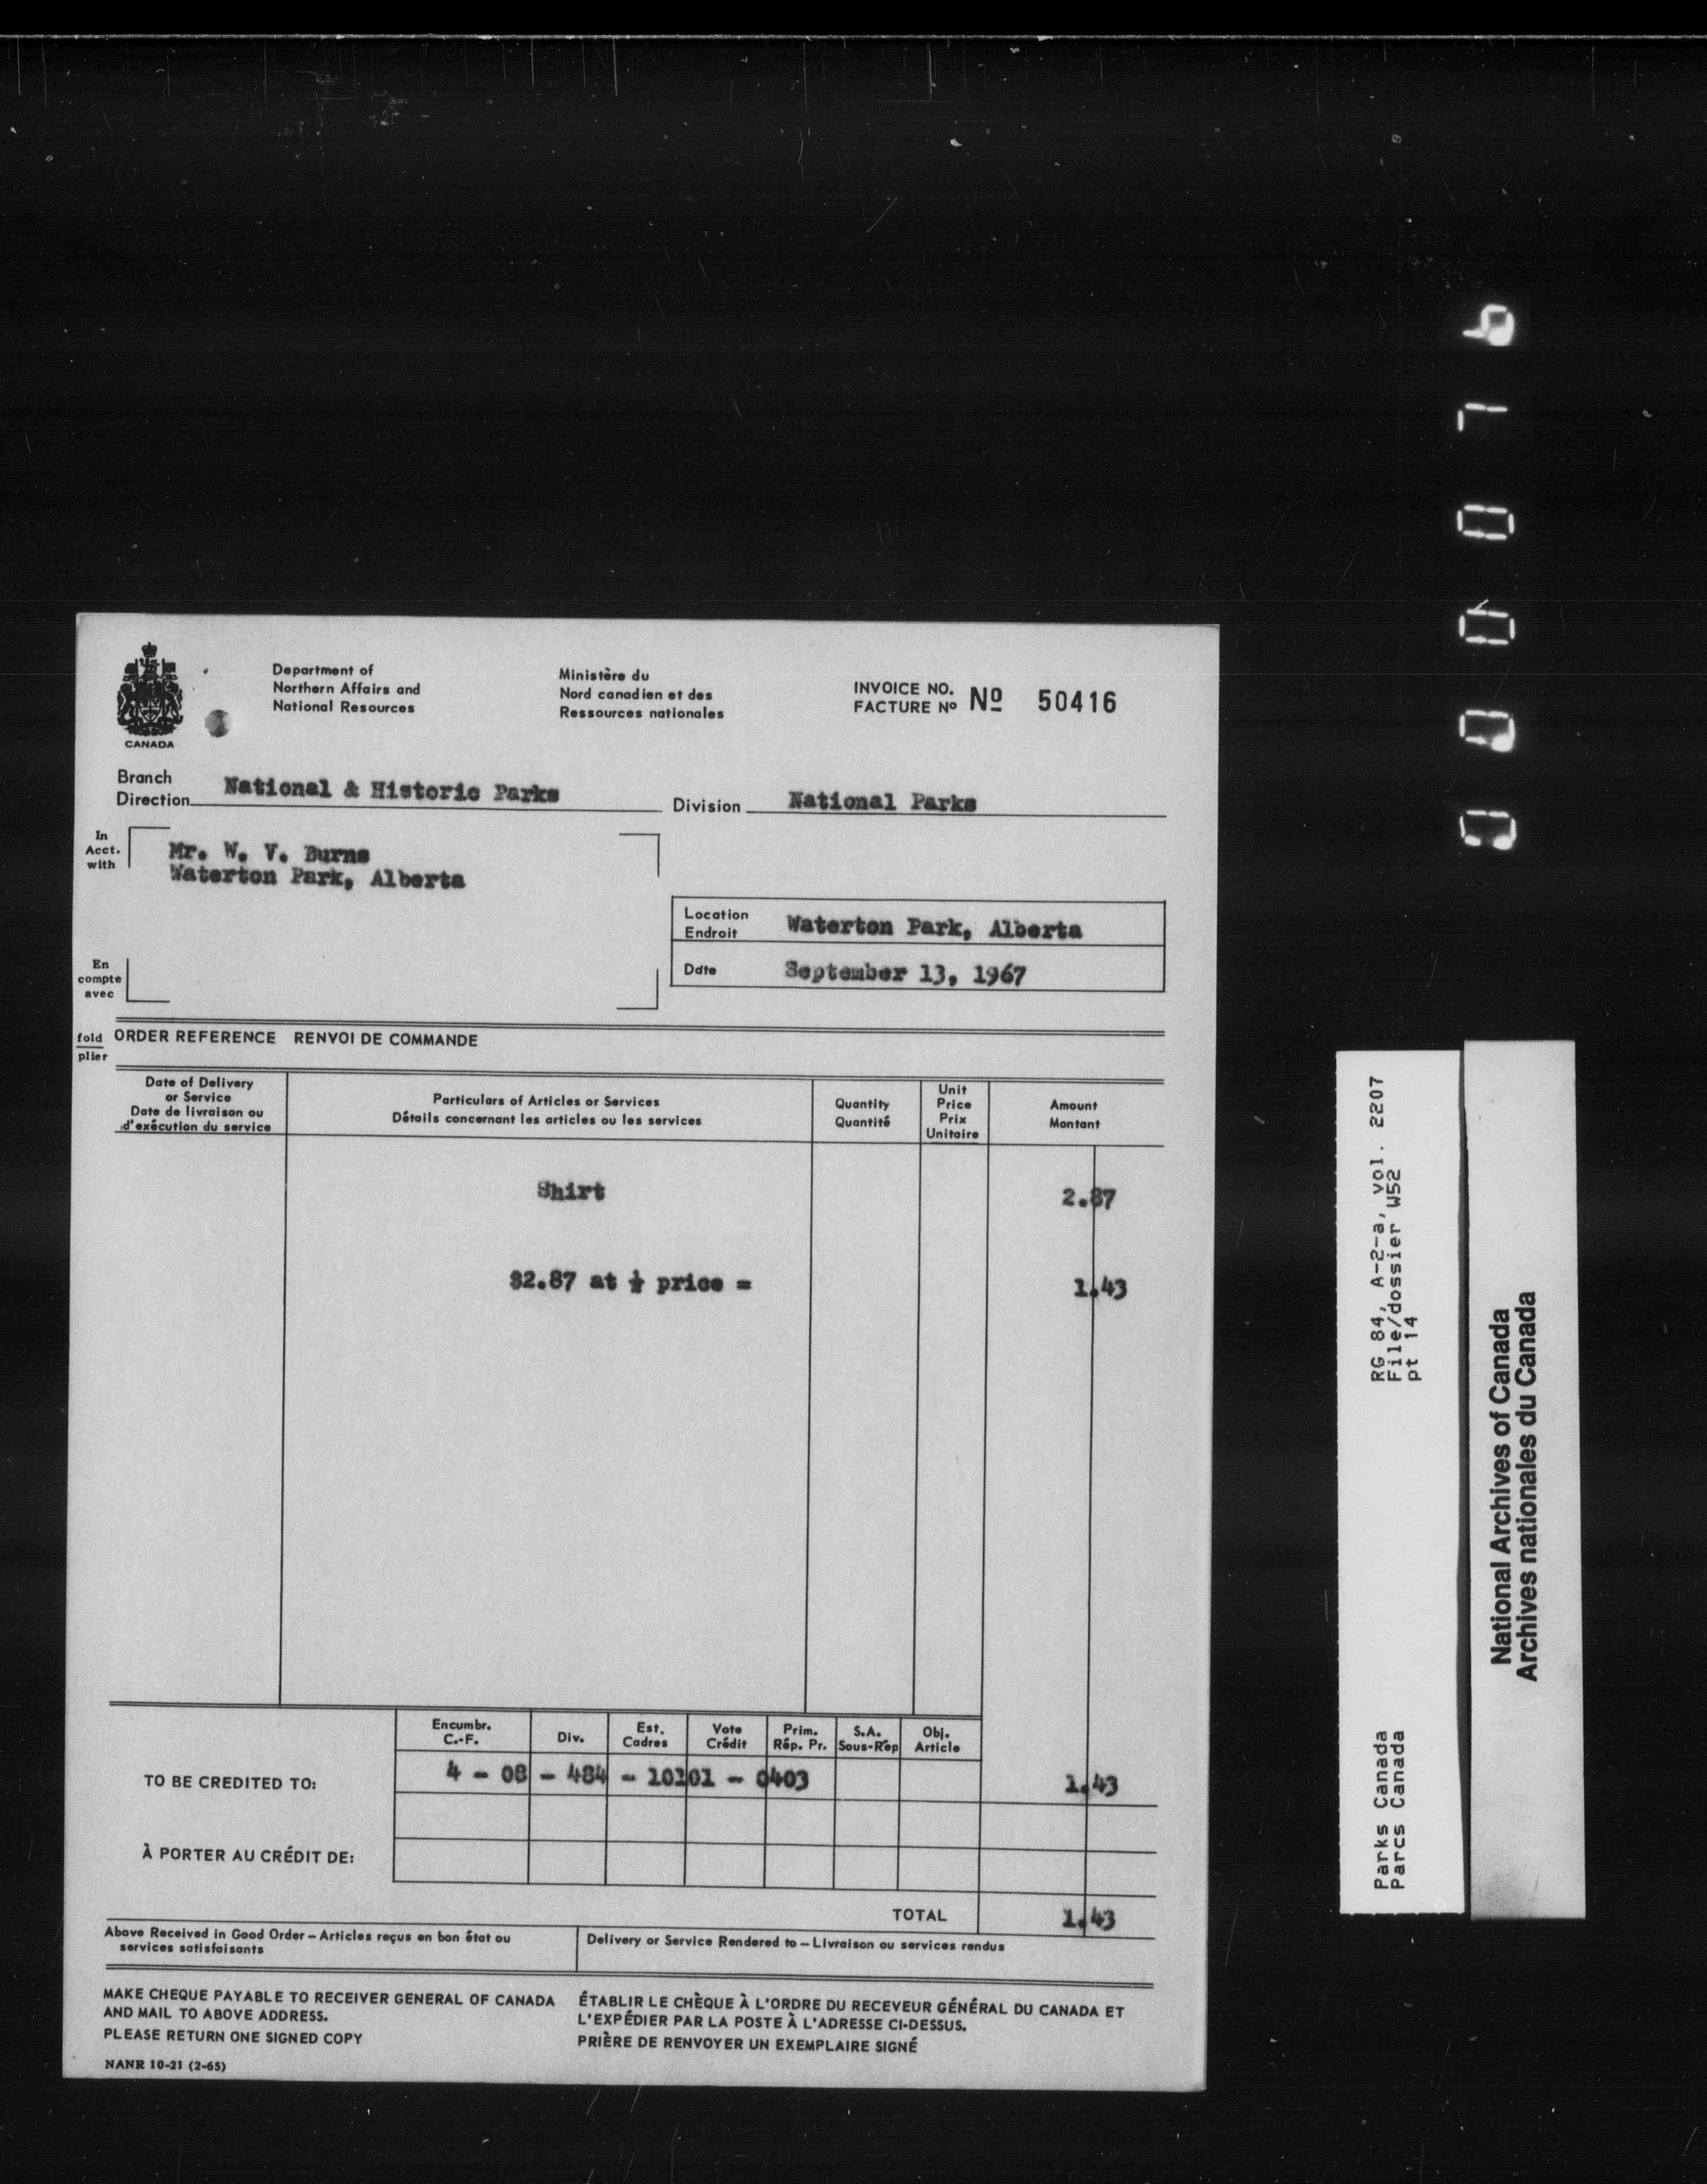 CANADA
Department of
Northern Affairs and
National Resources
Ministère du
Nord canadien et des
Ressources nationales
INVOICE NO.
FACTURE Nº
Nº 50416
Branch
Direction
National & Historic Parks
Division National Parks
In
Acct.
with
Mr. W. V. Burns
Waterton Park, Alberta
En
compte
avec
Location
Endroit
Waterton Park, Alberta
Date September 13, 1967
fold
plier
ORDER REFERENCE RENVOI DE COMMANDE
Date of Delivery
or Service
Date de livraison ou
d'exécution du service
Particulars of Articles or Services
Détails concernant les articles ou les services
Quantity
Quantité
Unit
Price
Prix
Unitaire
Amount
Montant
Shirt 2.87
$2.87 at ½ price = 1.43
Encumbr.
C.-F.
Div.
Est.
Cadres
Vote
Crédit
Prim.
Rép. Pr.
S.A.
Sous-Rép
Obj.
Article
TO BE CREDITED TO:
4 - 08 - 484 - 10101 - 0403 1.43
À PORTER AU CRÉDIT DE:
TOTAL 1.43
Above Received in Good Order – Articles reçus en bon état ou
services satisfaisants
Delivery or Service Rendered to – Livraison ou services rendus
MAKE CHEQUE PAYABLE TO RECEIVER GENERAL OF CANADA
AND MAIL TO ABOVE ADDRESS.
PLEASE RETURN ONE SIGNED COPY
ÉTABLIR LE CHÈQUE À L'ORDRE DU RECEVEUR GÉNÉRAL DU CANADA ET
L'EXPÉDIER PAR LA POSTE À L'ADRESSE CI-DESSUS.
PRIÈRE DE RENVOYER UN EXEMPLAIRE SIGNÉ
NANR 10-21 (2-65)
Parks Canada
Parcs Canada
RG 84, A-2-a, vol. 2207
File/dossier W52
pt 14
National Archives of Canada
Archives nationales du Canada